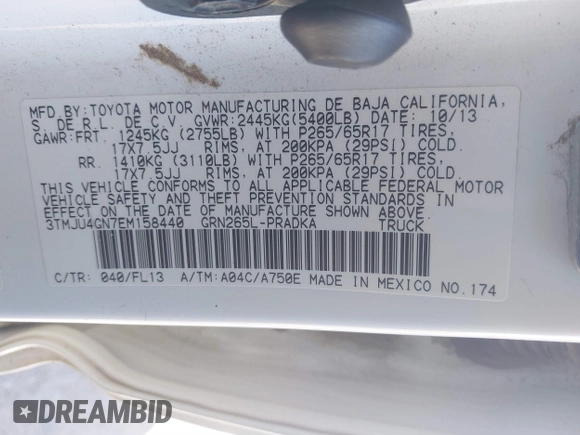 MFD.BY:TOYOTA MOTOR MANUFACTURING DE BAJA CALIFORNIA,
S. DE R.L. DE C.V. GVWR:2445KG(5400LB) DATE: 10/13
GAWR:FRT. 1245KG(2755LB) WITH P265/65R17 TIRES,
17X7.5JJ RIMS, AT 200KPA (29PSI) COLD.
RR. 1410KG(3110LB) WITH P265/65R17 TIRES,
17X7.5JJ RIMS, AT 200KPA (29PSI) COLD.
THIS VEHICLE CONFORMS TO ALL APPLICABLE FEDERAL MOTOR
VEHICLE SAFETY AND THEFT PREVENTION STANDARDS IN
EFFECT ON THE DATE OF MANUFACTURE SHOWN ABOVE.
3TMJU4GN7EM158440 GRN265L-PRADKA TRUCK
C/TR: 040/FL13 A/TM:A04C/A750E MADE IN MEXICO NO.174
DREAMBID